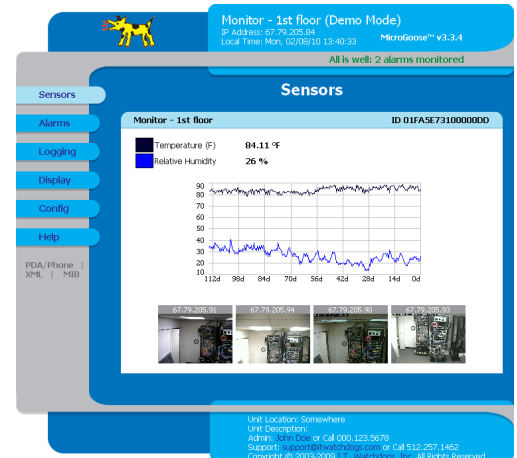 Monitor - 1st floor (Demo Mode)
IP Address: 67.79.205.84
Local Time: Mon, 02/08/10 13:40:33
MicroGoose™ v3.3.4
All is well: 2 alarms monitored
Sensors
Sensors
Alarms
Logging
Display
Config
Help
PDA/Phone |
XML | MIB
Monitor - 1st floor
ID 01FA5E73100000DD
Temperature (F) 84.11 °F
Relative Humidity 26 %
90
80
70
60
50
40
30
20
10
112d 98d 84d 70d 56d 42d 28d 14d 0d
67.79.205.91 67.79.205.94 67.79.205.90 67.79.205.93
Unit Location: Somewhere
Unit Description:
Admin: John Doe or Call 000.123.5678
Support: support@itwatchdogs.com or Call 512.257.1462
Copyright © 2003-2009 I.T. Watchdogs, Inc. All Rights Reserved